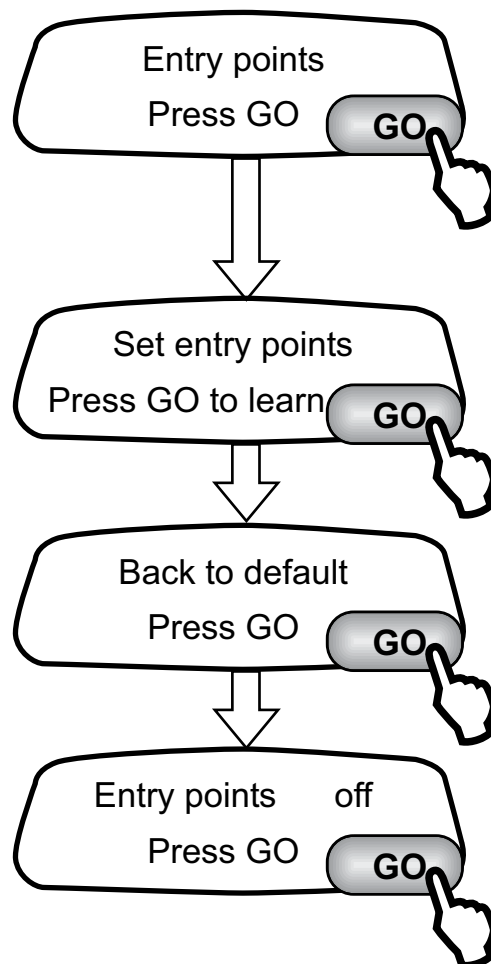 Entry points
Press GO
GO
Set entry points
Press GO to learn
GO
Back to default
Press GO
GO
Entry points off
Press GO
GO